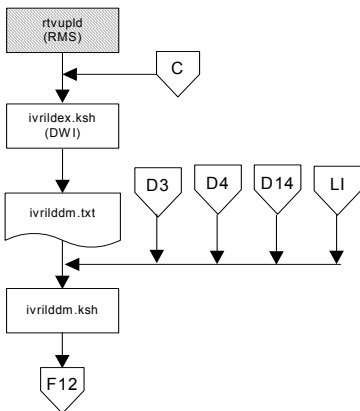 rtvupld
(RMS)
C
ivrildex.ksh
(DWI)
D3
D4
D14
LI
ivrilddm.txt
ivrilddm.ksh
F12